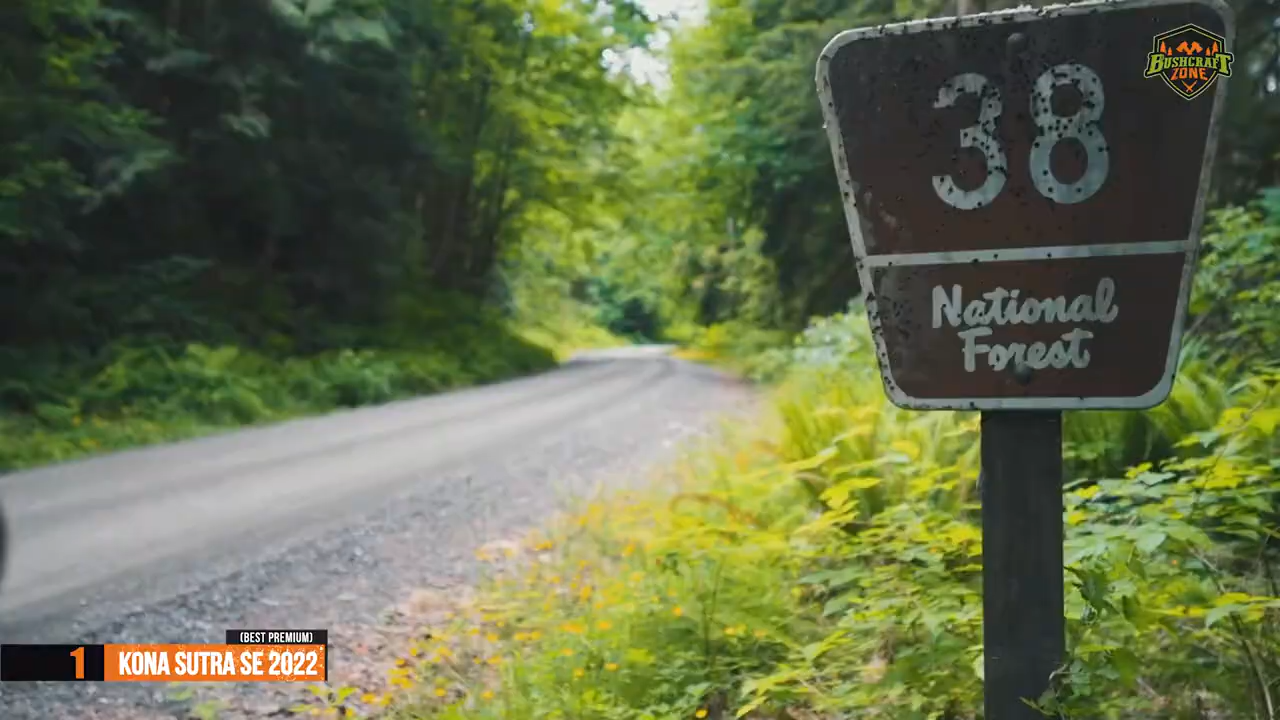 BUSHCRAFT
ZONE
38
National
Forest
(BEST PREMIUM)
1 KONA SUTRA SE 2022